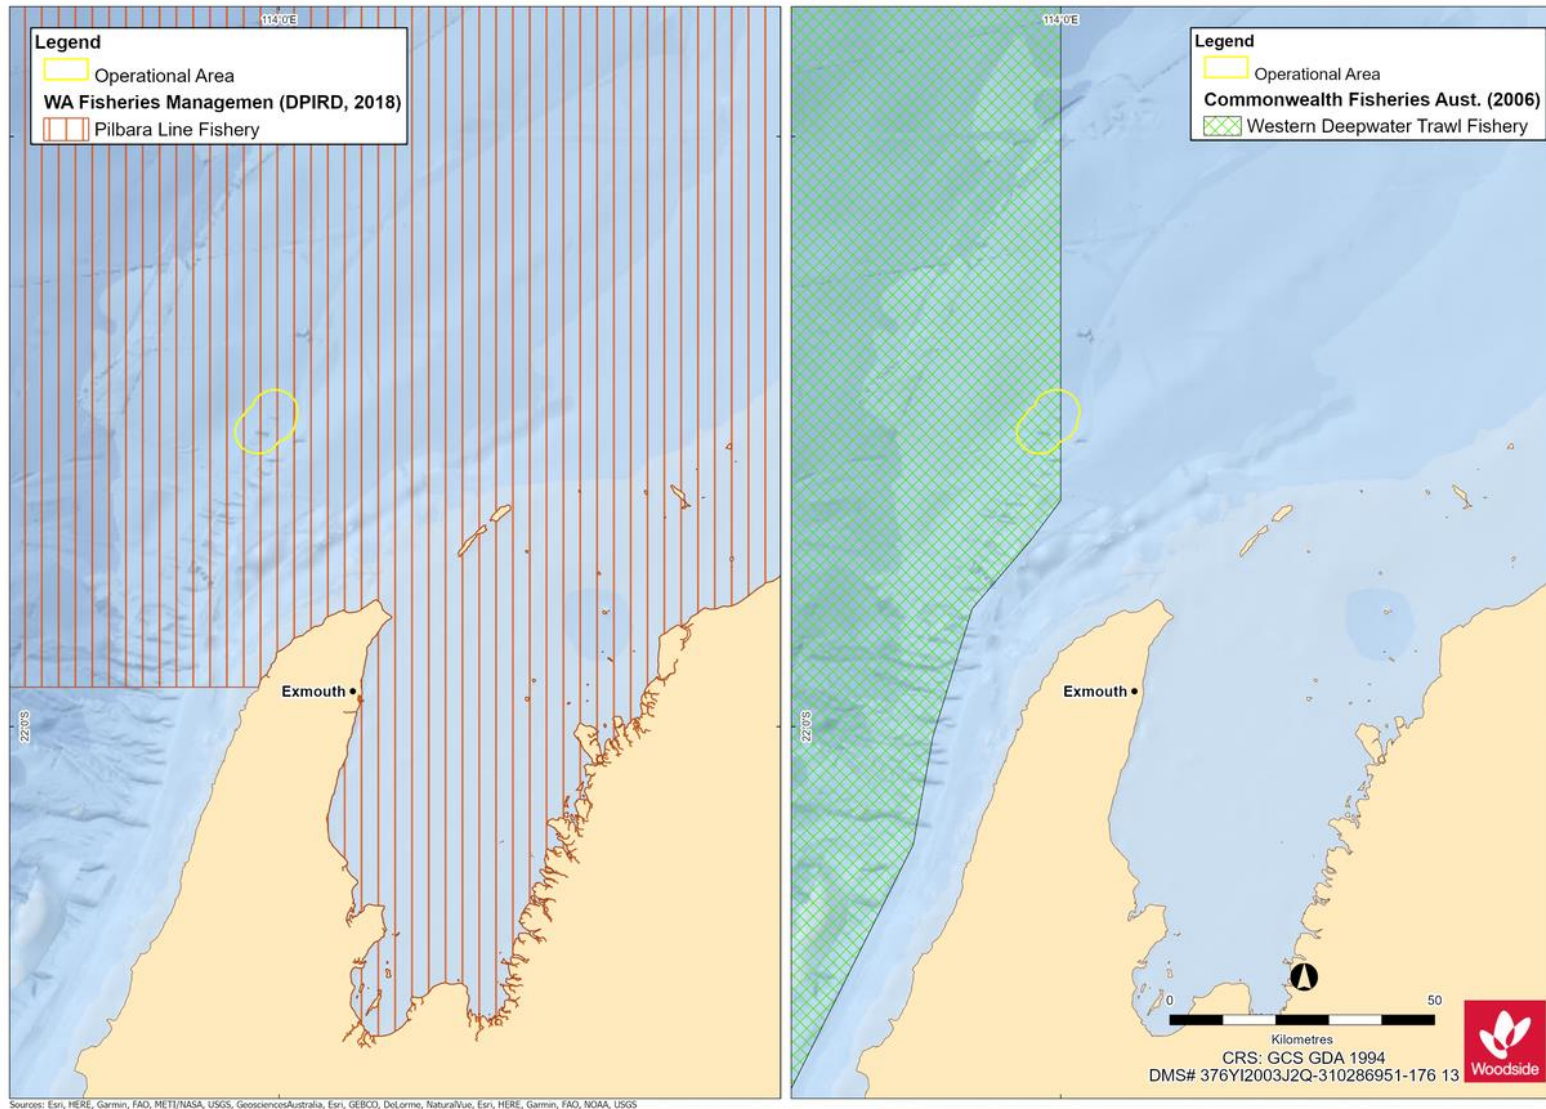 114°0'E
Legend
Operational Area
WA Fisheries Managemen (DPIRD, 2018)
Pilbara Line Fishery
Exmouth
22°0'S
114°0'E
Legend
Operational Area
Commonwealth Fisheries Aust. (2006)
Western Deepwater Trawl Fishery
Exmouth
22°0'S
0 50
Kilometres
CRS: GCS GDA 1994
DMS# 376YI2003J2Q-310286951-176 13
Woodside
Sources: Esri, HERE, Garmin, FAO, METI/NASA, USGS, GeosciencesAustralia, Esri, GEBCO, DeLorme, NaturalVue, Esri, HERE, Garmin, FAO, NOAA, USGS